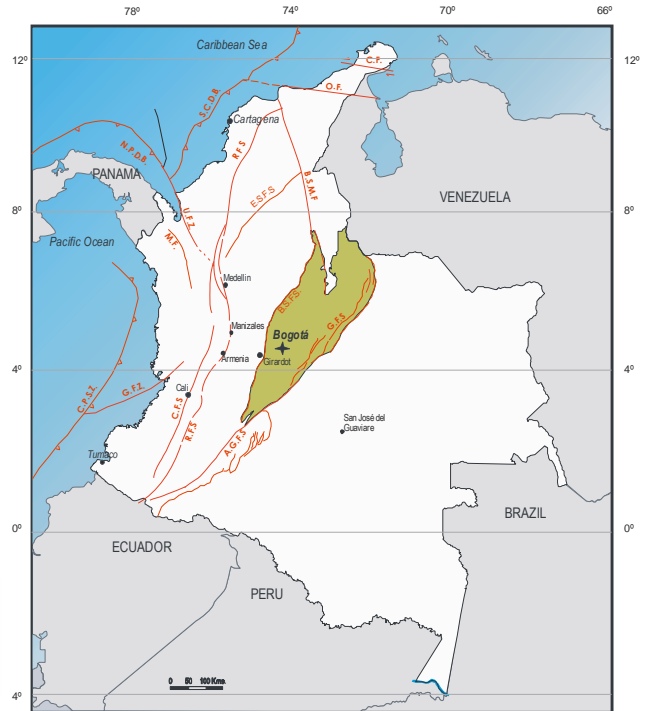 78º
74º
70º
66º
Caribbean Sea
12º
12º
C.F.
O.F.
S.C.D.B.
Cartagena
N.P.D.B.
R.F.S
PANAMA
B.S.M.F
E.S.F.S
VENEZUELA
8º
8º
U.F.Z.
M.F.
Pacific Ocean
Medellín
B.S.F.S.
Manizales
G.F.S
Bogotá
Armenia
Girardot
4º
4º
C.P.S.Z.
G.F.Z.
Cali
C.F.S
R.F.S
A.G.F.S
San José del
Guaviare
Tumaco
BRAZIL
0º
0º
ECUADOR
PERU
0 50 100 Kms.
4º